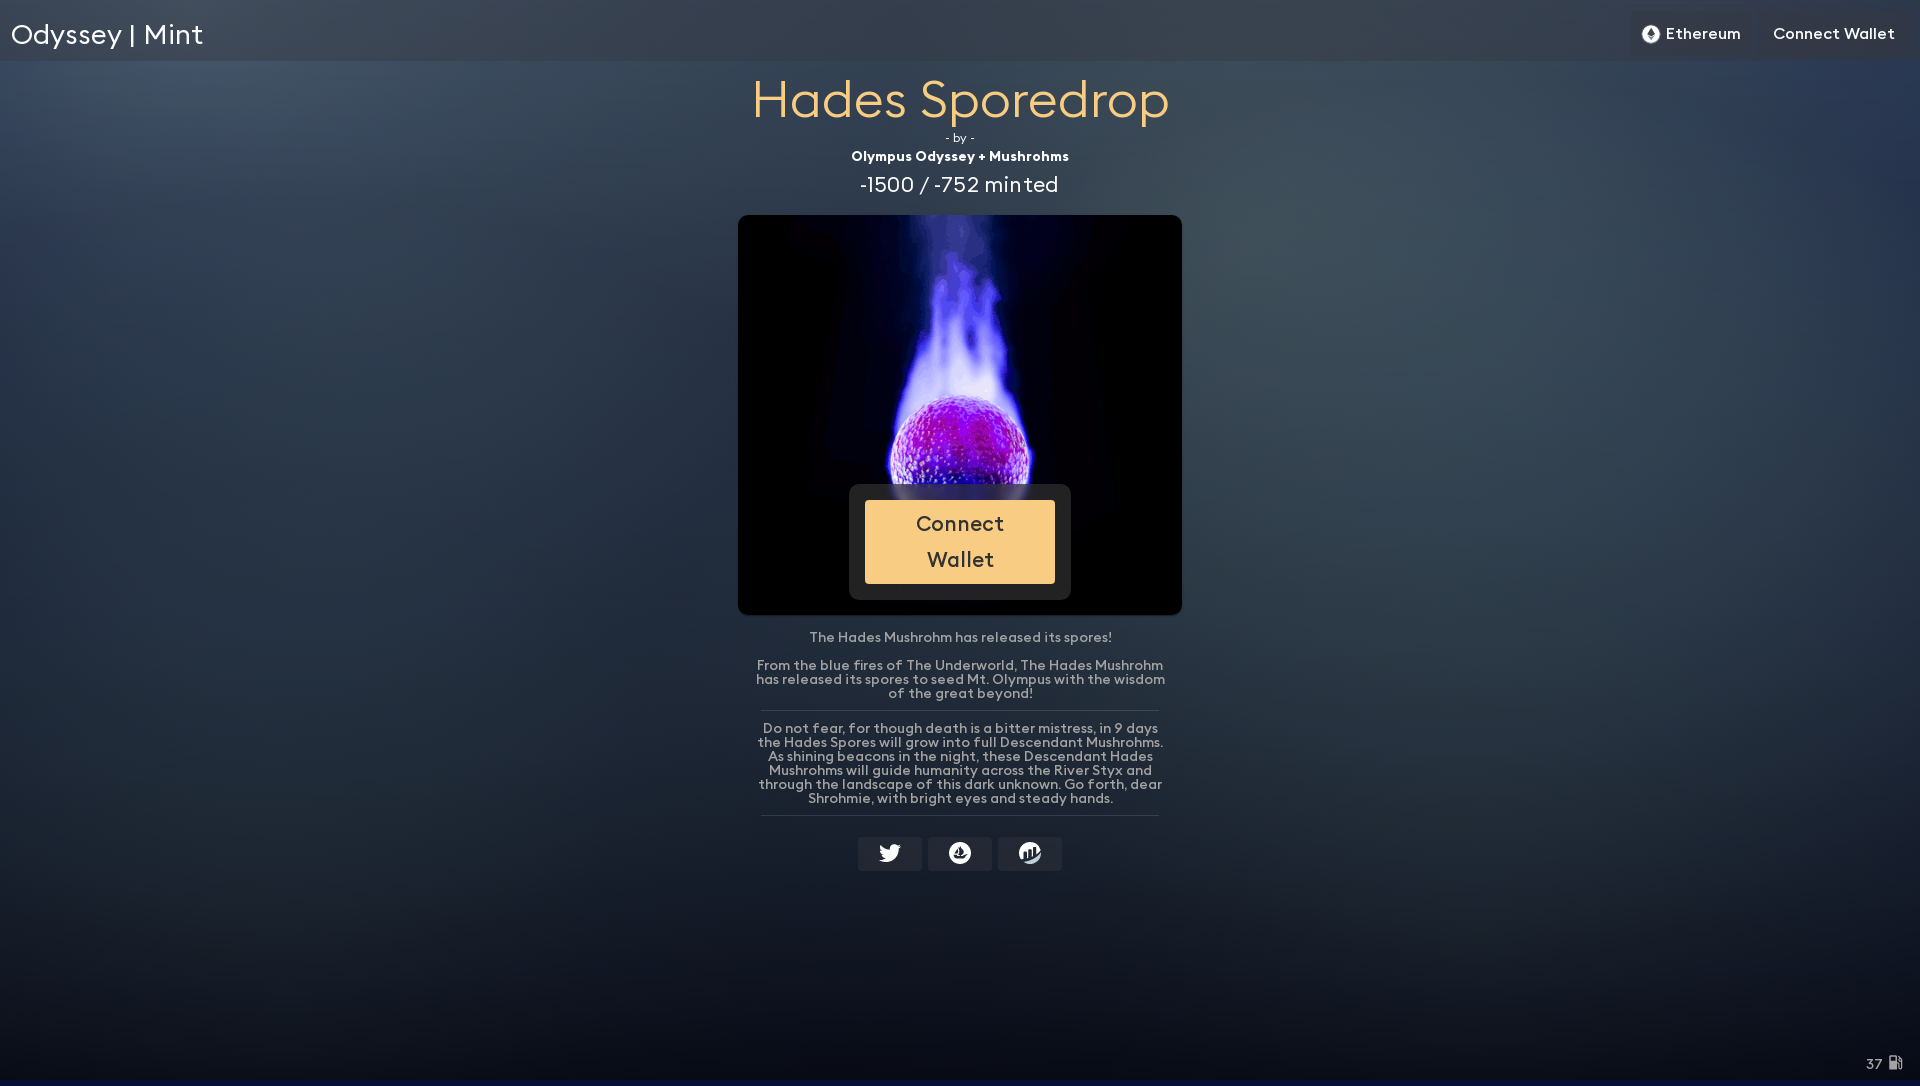 Odyssey | Mint
Ethereum
Connect Wallet
Hades Sporedrop
- by -
Olympus Odyssey + Mushrohms
-1500 / -752 minted
Connect
Wallet
The Hades Mushrohm has released its spores!
From the blue fires of The Underworld, The Hades Mushrohm
has released its spores to seed Mt. Olympus with the wisdom
of the great beyond!
Do not fear, for though death is a bitter mistress, in 9 days
the Hades Spores will grow into full Descendant Mushrohms.
As shining beacons in the night, these Descendant Hades
Mushrohms will guide humanity across the River Styx and
through the landscape of this dark unknown. Go forth, dear
Shrohmie, with bright eyes and steady hands.
37